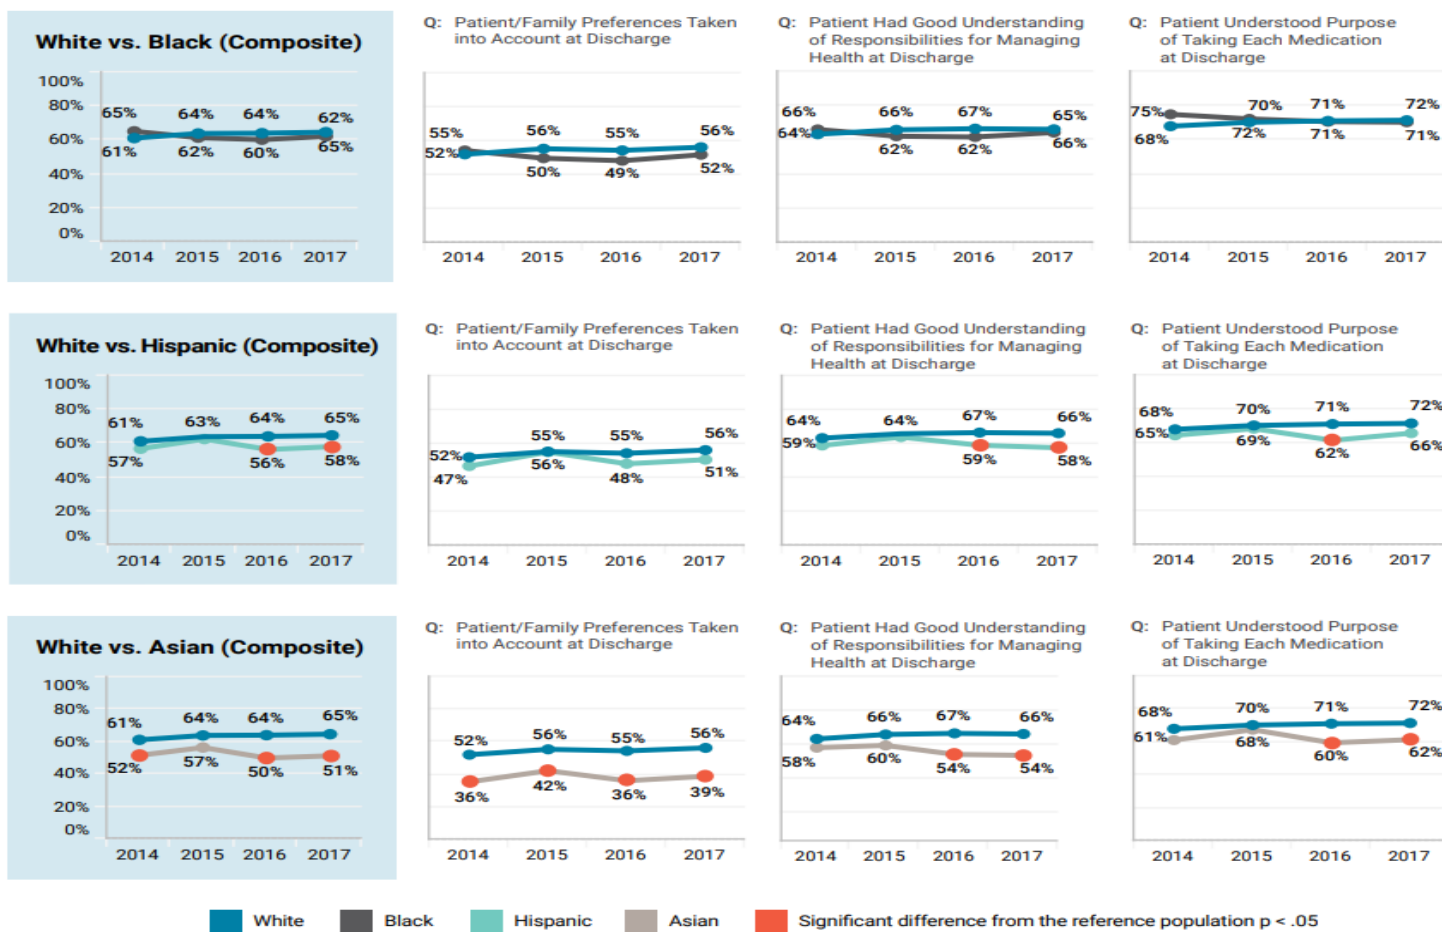 White vs. Black (Composite)
Q: Patient/Family Preferences Taken
into Account at Discharge
Q: Patient Had Good Understanding
of Responsibilities for Managing
Health at Discharge
Q: Patient Understood Purpose
of Taking Each Medication
at Discharge
100%
80%
60%
40%
20%
0%
65% 64% 64% 62%
61% 62% 60% 65%
2014 2015 2016 2017
55% 56% 55% 56%
52% 50% 49% 52%
2014 2015 2016 2017
66% 66% 67% 65%
64% 62% 62% 66%
2014 2015 2016 2017
75% 70% 71% 72%
68% 72% 71% 71%
2014 2015 2016 2017
White vs. Hispanic (Composite)
Q: Patient/Family Preferences Taken
into Account at Discharge
Q: Patient Had Good Understanding
of Responsibilities for Managing
Health at Discharge
Q: Patient Understood Purpose
of Taking Each Medication
at Discharge
100%
80%
60%
40%
20%
0%
61% 63% 64% 65%
57% 56% 58%
2014 2015 2016 2017
52% 55% 55% 56%
47% 56% 48% 51%
2014 2015 2016 2017
64% 64% 67% 66%
59% 59% 58%
2014 2015 2016 2017
68% 70% 71% 72%
65% 69% 62% 66%
2014 2015 2016 2017
White vs. Asian (Composite)
Q: Patient/Family Preferences Taken
into Account at Discharge
Q: Patient Had Good Understanding
of Responsibilities for Managing
Health at Discharge
Q: Patient Understood Purpose
of Taking Each Medication
at Discharge
100%
80%
60%
40%
20%
0%
61% 64% 64% 65%
52% 57% 50% 51%
2014 2015 2016 2017
52% 56% 55% 56%
36% 42% 36% 39%
2014 2015 2016 2017
64% 66% 67% 66%
58% 60% 54% 54%
2014 2015 2016 2017
68% 70% 71% 72%
61% 68% 60% 62%
2014 2015 2016 2017
White Black Hispanic Asian Significant difference from the reference population p < .05